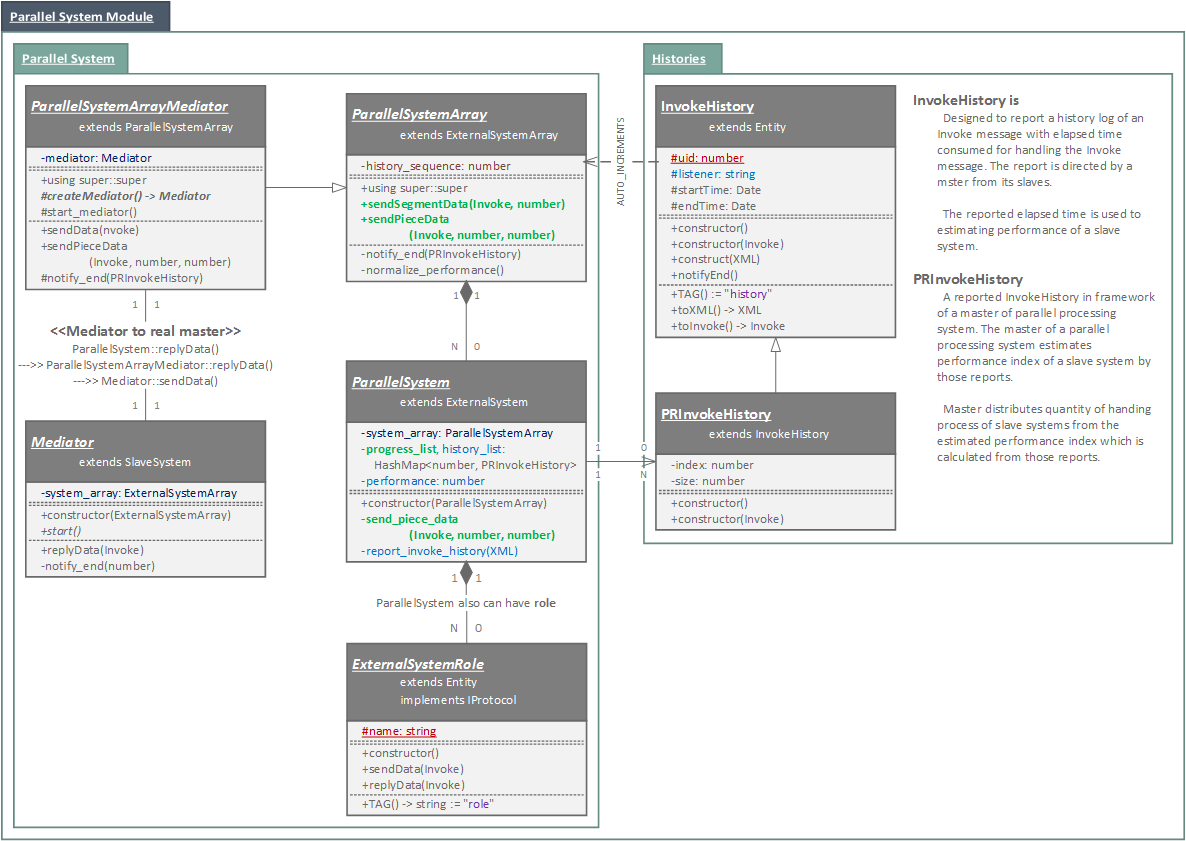 Parallel System Module
Parallel System
ParallelSystemArrayMediator
extends ParallelSystemArray
-mediator: Mediator
+using super::super
#createMediator() -> Mediator
#start_mediator()
+sendData(nvoke)
+sendPieceData
(Invoke, number, number)
#notify_end(PRInvokeHistory)
1 1
<<Mediator to real master>>
ParallelSystem::replyData()
--->> ParallelSystemArrayMediator::replyData()
--->> Mediator::sendData()
1 1
Mediator
extends SlaveSystem
-system_array: ExternalSystemArray
+constructor(ExternalSystemArray)
+start()
+replyData(Invoke)
-notify_end(number)
ParallelSystemArray
extends ExternalSystemArray
-history_sequence: number
+using super::super
+sendSegmentData(Invoke, number)
+sendPieceData
(Invoke, number, number)
-notify_end(PRInvokeHistory)
-normalize_performance()
1 1
N 0
ParallelSystem
extends ExternalSystem
-system_array: ParallelSystemArray
-progress_list, history_list:
HashMap<number, PRInvokeHistory>
-performance: number
+constructor(ParallelSystemArray)
-send_piece_data
(Invoke, number, number)
-report_invoke_history(XML)
1 1
ParallelSystem also can have role
N 0
ExternalSystemRole
extends Entity
implements IProtocol
#name: string
+constructor()
+sendData(Invoke)
+replyData(Invoke)
+TAG() -> string := "role"
AUTO_INCREMENTS
1 0
1 N
Histories
InvokeHistory
extends Entity
#uid: number
#listener: string
#startTime: Date
#endTime: Date
+constructor()
+constructor(Invoke)
+construct(XML)
+notifyEnd()
+TAG() := "history"
+toXML() -> XML
+toInvoke() -> Invoke
PRInvokeHistory
extends InvokeHistory
-index: number
-size: number
+constructor()
+constructor(Invoke)
InvokeHistory is
Designed to report a history log of an
Invoke message with elapsed time
consumed for handling the Invoke
message. The report is directed by a
mster from its slaves.
The reported elapsed time is used to
estimating performance of a slave
system.
PRInvokeHistory
A reported InvokeHistory in framework
of a master of parallel processing
system. The master of a parallel
processing system estimates
performance index of a slave system by
those reports.
Master distributes quantity of handing
process of slave systems from the
estimated performance index which is
calculated from those reports.